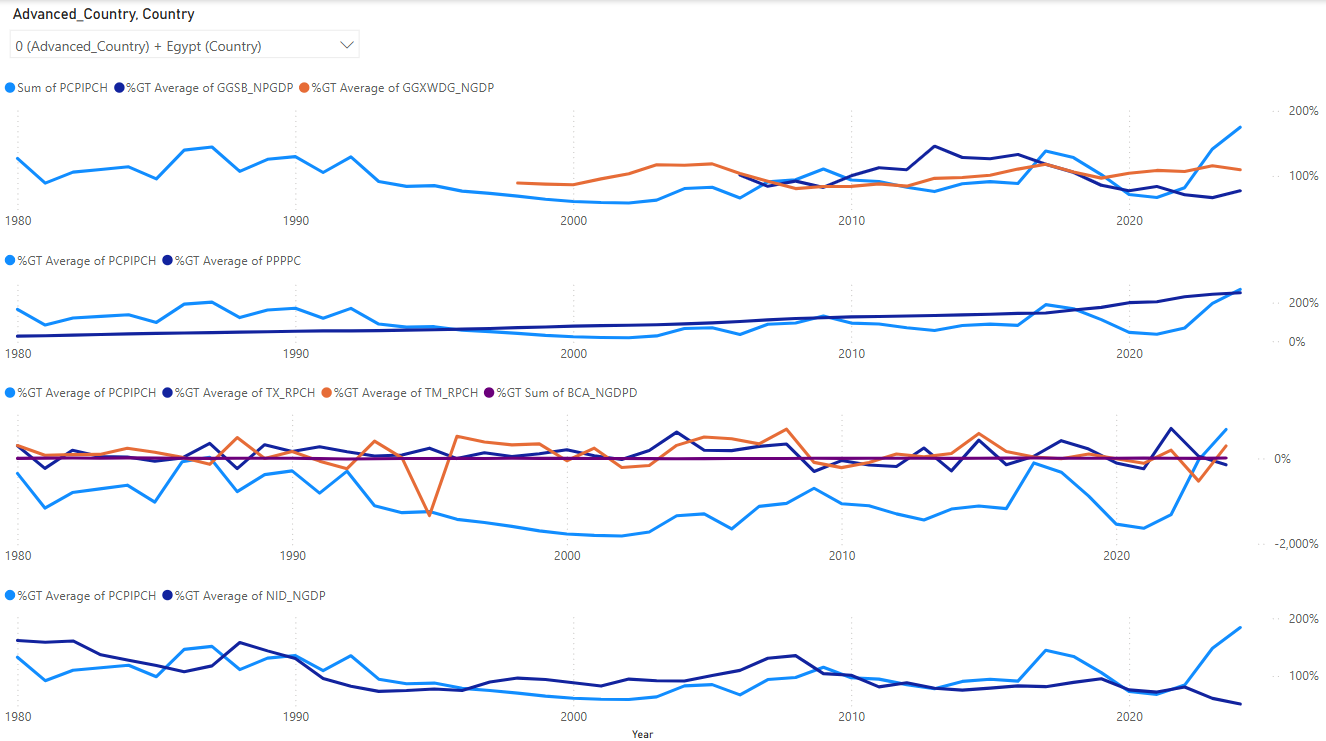 Advanced_Country, Country
0 (Advanced_Country) + Egypt (Country)
Sum of PCPIPCH %GT Average of GGSB_NPGDP %GT Average of GGXWDG_NGDP
200%
100%
1980 1990 2000 2010 2020
%GT Average of PCPIPCH %GT Average of PPPPC
200%
0%
1980 1990 2000 2010 2020
%GT Average of PCPIPCH %GT Average of TX_RPCH %GT Average of TM_RPCH %GT Sum of BCA_NGDPD
0%
-2,000%
1980 1990 2000 2010 2020
%GT Average of PCPIPCH %GT Average of NID_NGDP
200%
100%
1980 1990 2000 2010 2020
Year